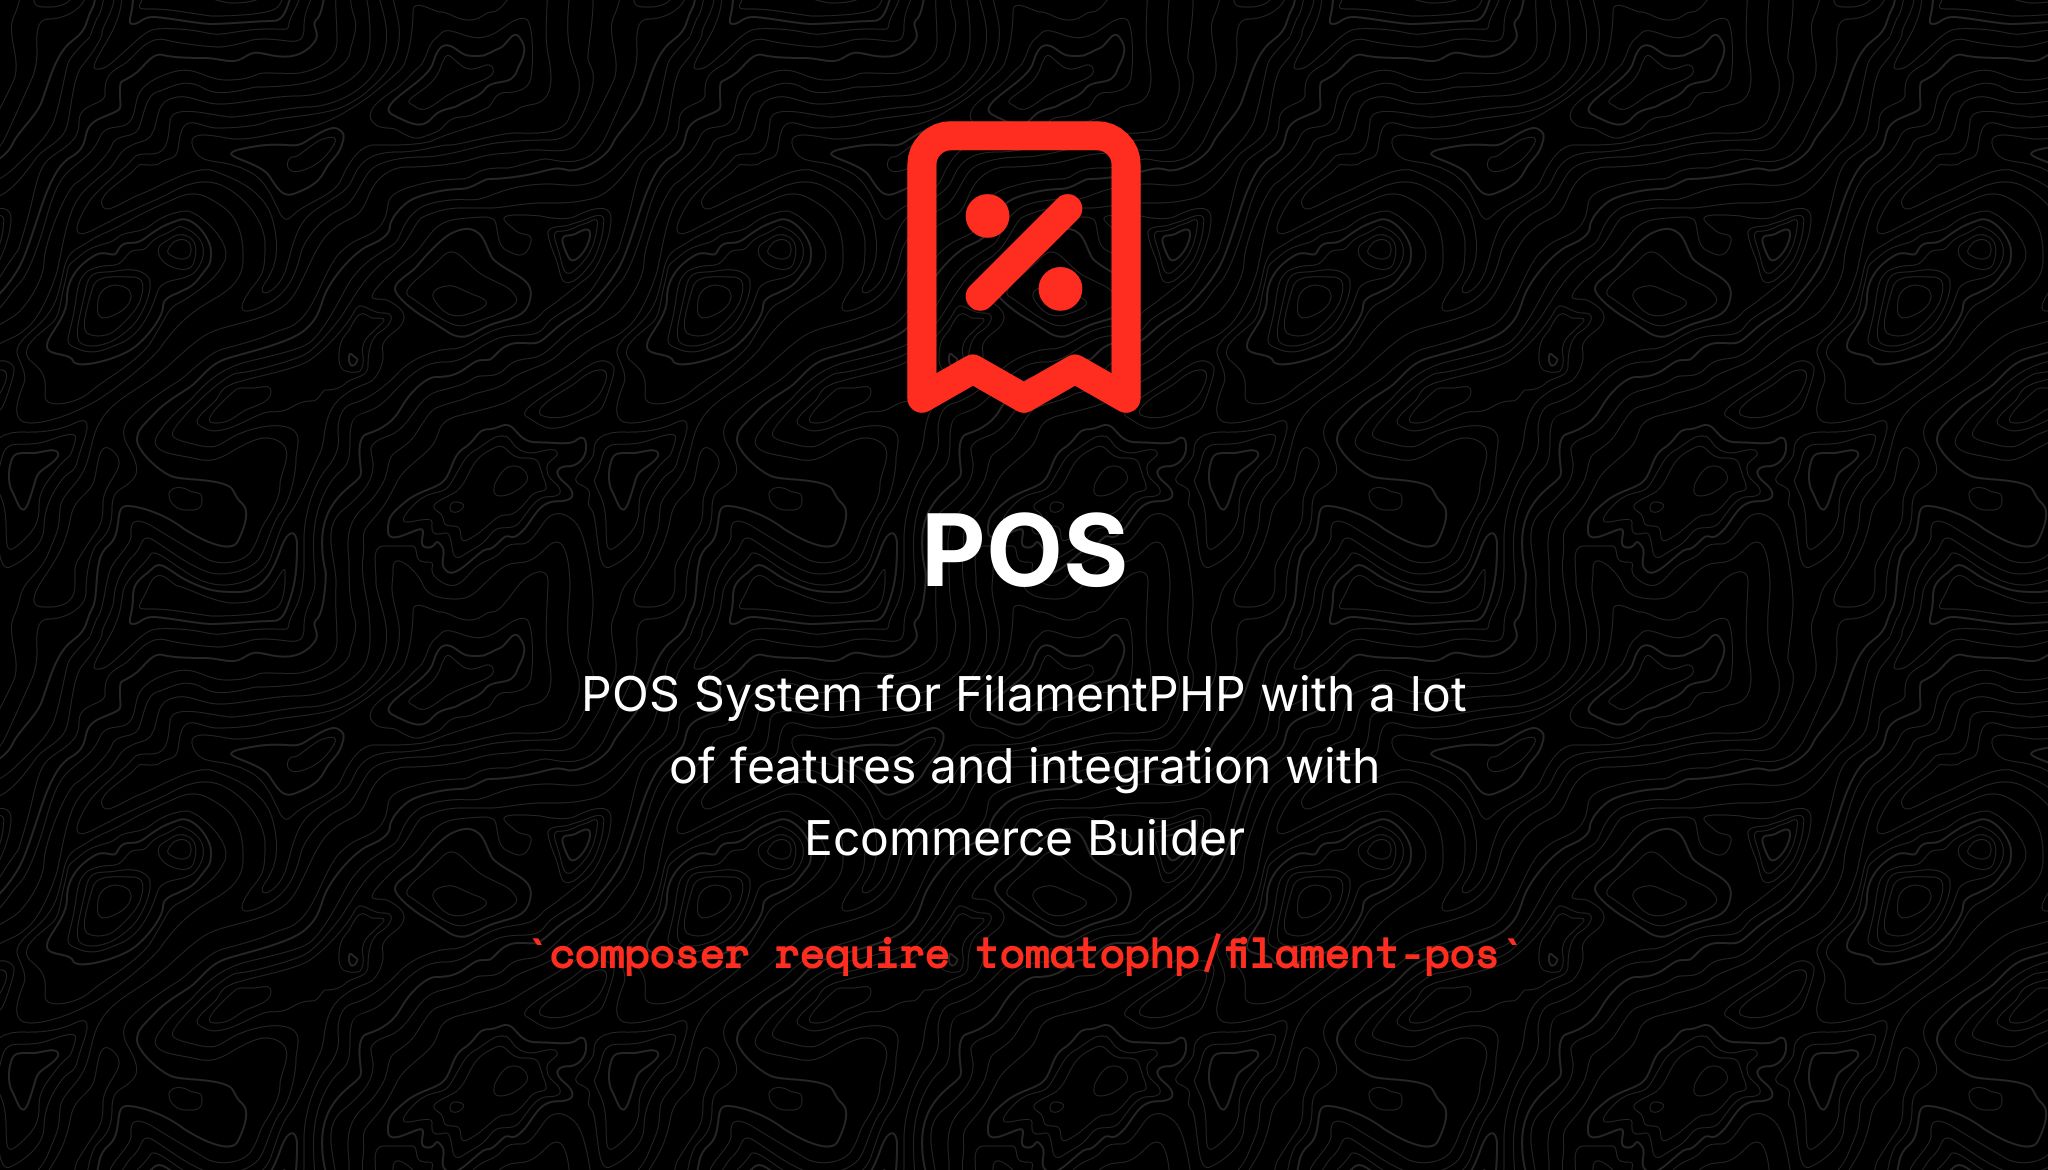 POS
POS System for FilamentPHP with a lot
of features and integration with
Ecommerce Builder
`composer require tomatophp/filament-pos`